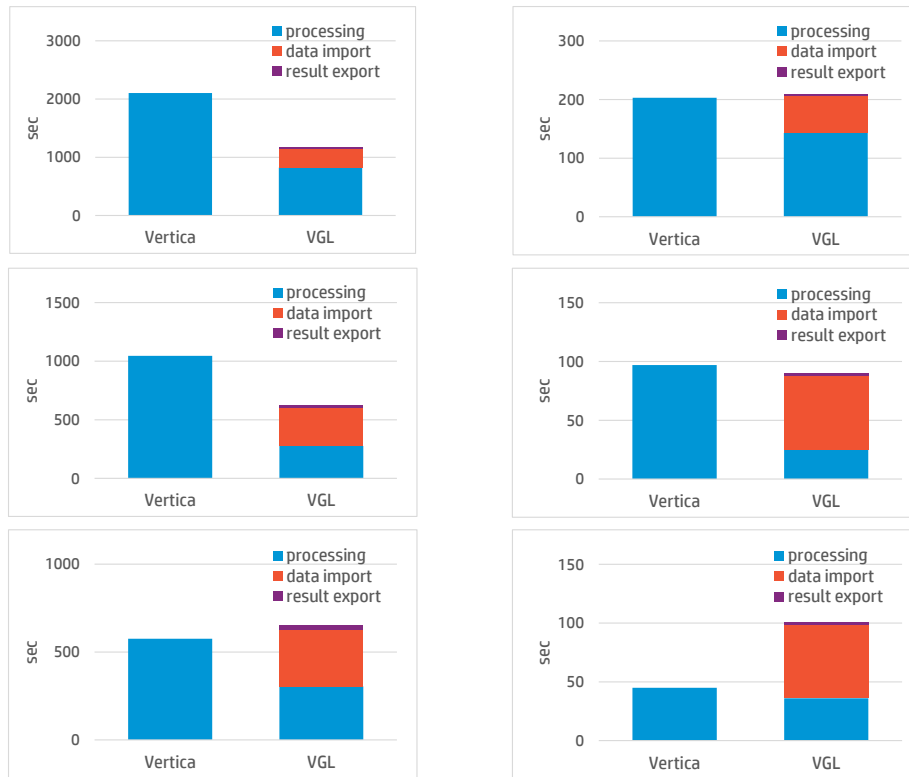 3000
processing
data import
result export
2000
sec
1000
0
Vertica VGL
300
processing
data import
result export
200
sec
100
0
Vertica VGL
1500
processing
data import
result export
1000
sec
500
0
Vertica VGL
150
processing
data import
result export
100
sec
50
0
Vertica VGL
1000
processing
data import
result export
sec
500
0
Vertica VGL
150
processing
data import
result export
100
sec
50
0
Vertica VGL